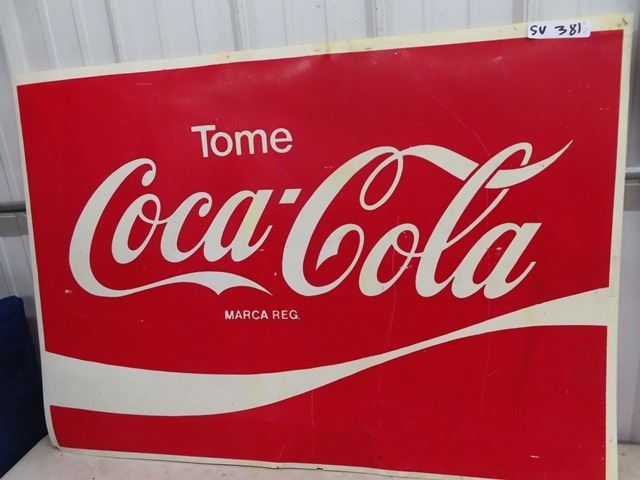 SV 381
Tome
Coca-Cola
MARCA REG.